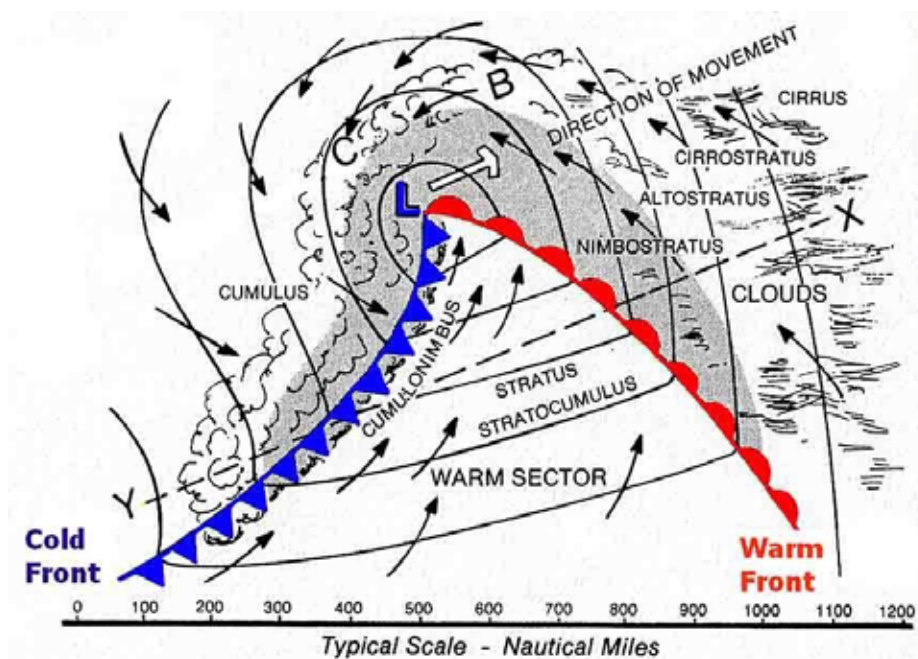 B
DIRECTION OF MOVEMENT
CIRRUS
C
CIRROSTRATUS
L
ALTOSTRATUS
X
NIMBOSTRATUS
CUMULUS
CLOUDS
CUMULONIMBUS
STRATUS
STRATOCUMULUS
WARM SECTOR
Y
Cold
Front
Warm
Front
0 100 200 300 400 500 600 700 800 900 1000 1100 1200
Typical Scale - Nautical Miles